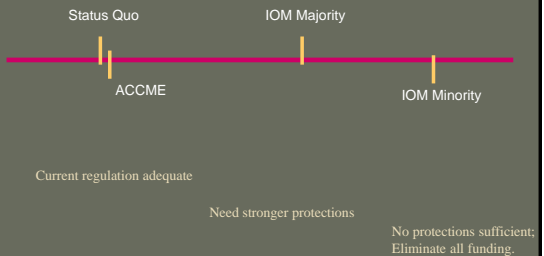 Status Quo
IOM Majority
ACCME
IOM Minority
Current regulation adequate
Need stronger protections
No protections sufficient;
Eliminate all funding.